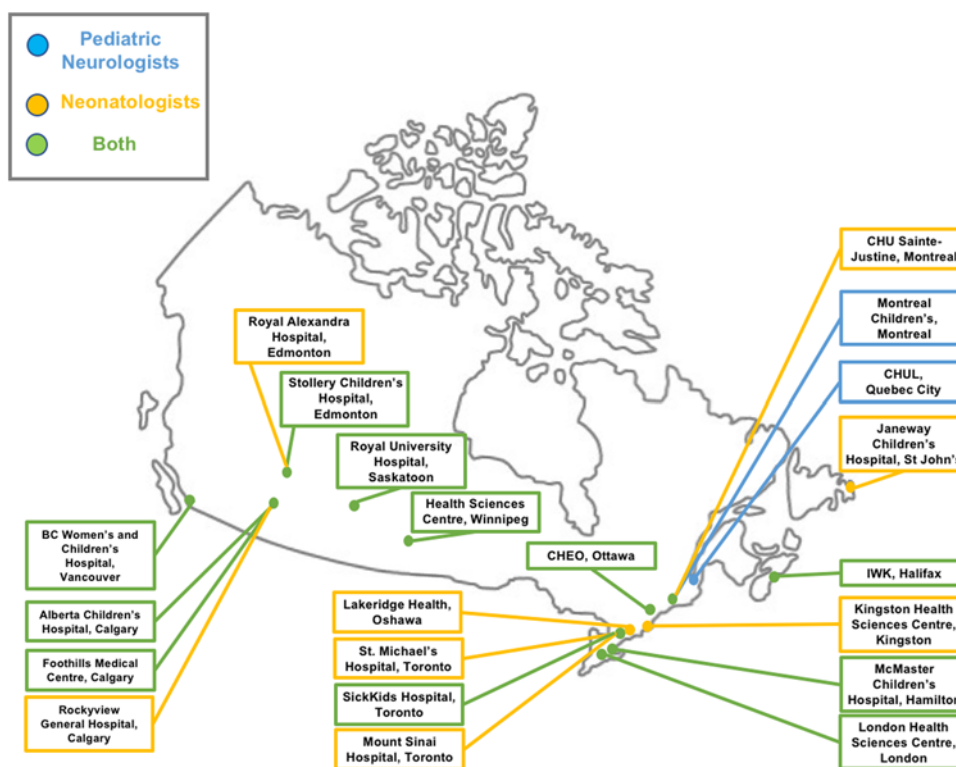 Pediatric
Neurologists
Neonatologists
Both
CHU Sainte-
Justine, Montreal
Montreal
Children's,
Montreal
CHUL,
Quebec City
Janeway
Children's
Hospital, St John's
Royal Alexandra
Hospital,
Edmonton
Stollery Children's
Hospital,
Edmonton
Royal University
Hospital,
Saskatoon
Health Sciences
Centre, Winnipeg
BC Women's and
Children's
Hospital,
Vancouver
CHEO, Ottawa
IWK, Halifax
Alberta Children's
Hospital, Calgary
Lakeridge Health,
Oshawa
Kingston Health
Sciences Centre,
Kingston
Foothills Medical
Centre, Calgary
St. Michael's
Hospital, Toronto
McMaster
Children's
Hospital, Hamilton
Rockyview
General Hospital,
Calgary
SickKids Hospital,
Toronto
Mount Sinai
Hospital, Toronto
London Health
Sciences Centre,
London